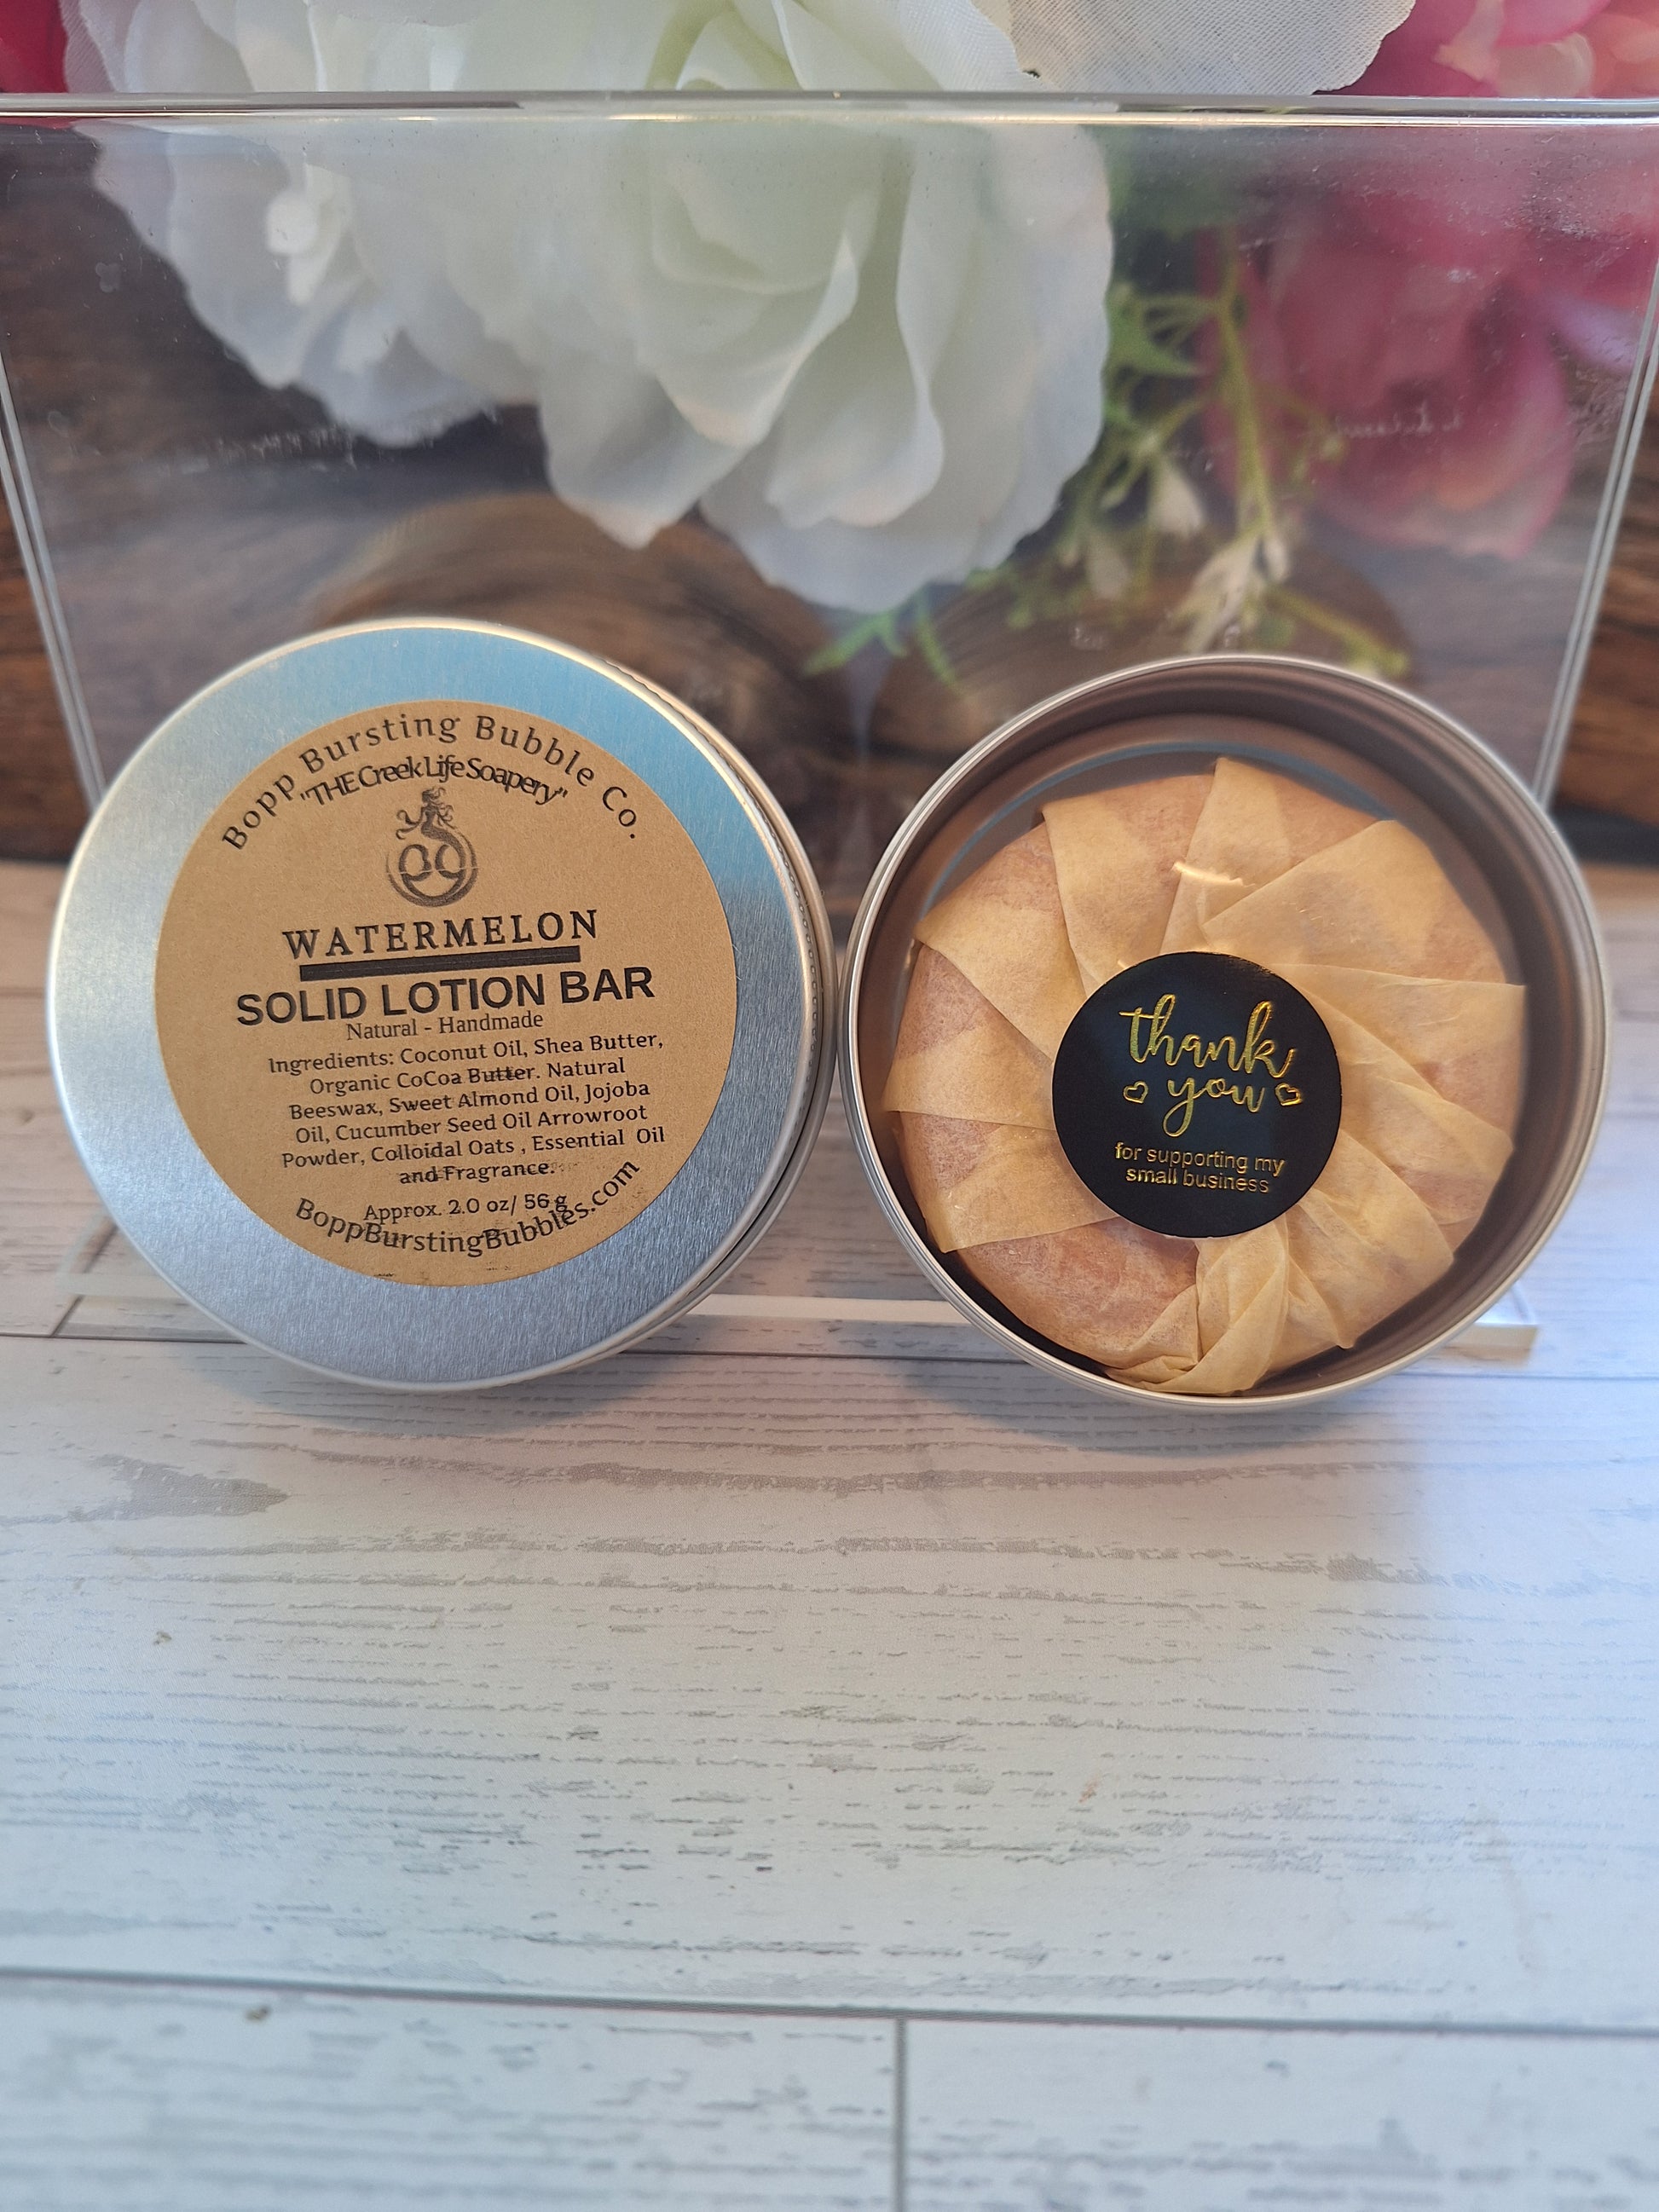 Bopp Bursting Bubble Co.
"THE Creek Life Soapery"
WATERMELON
SOLID LOTION BAR
Natural - Handmade
Ingredients: Coconut Oil, Shea Butter,
Organic CoCoa Butter. Natural
Beeswax, Sweet Almond Oil, Jojoba
Oil, Cucumber Seed Oil Arrowroot
Powder, Colloidal Oats , Essential Oil
and Fragrance.
Approx. 2.0 oz/ 56 g
BoppBurstingBubbles.com
thank
you
for supporting my
small business